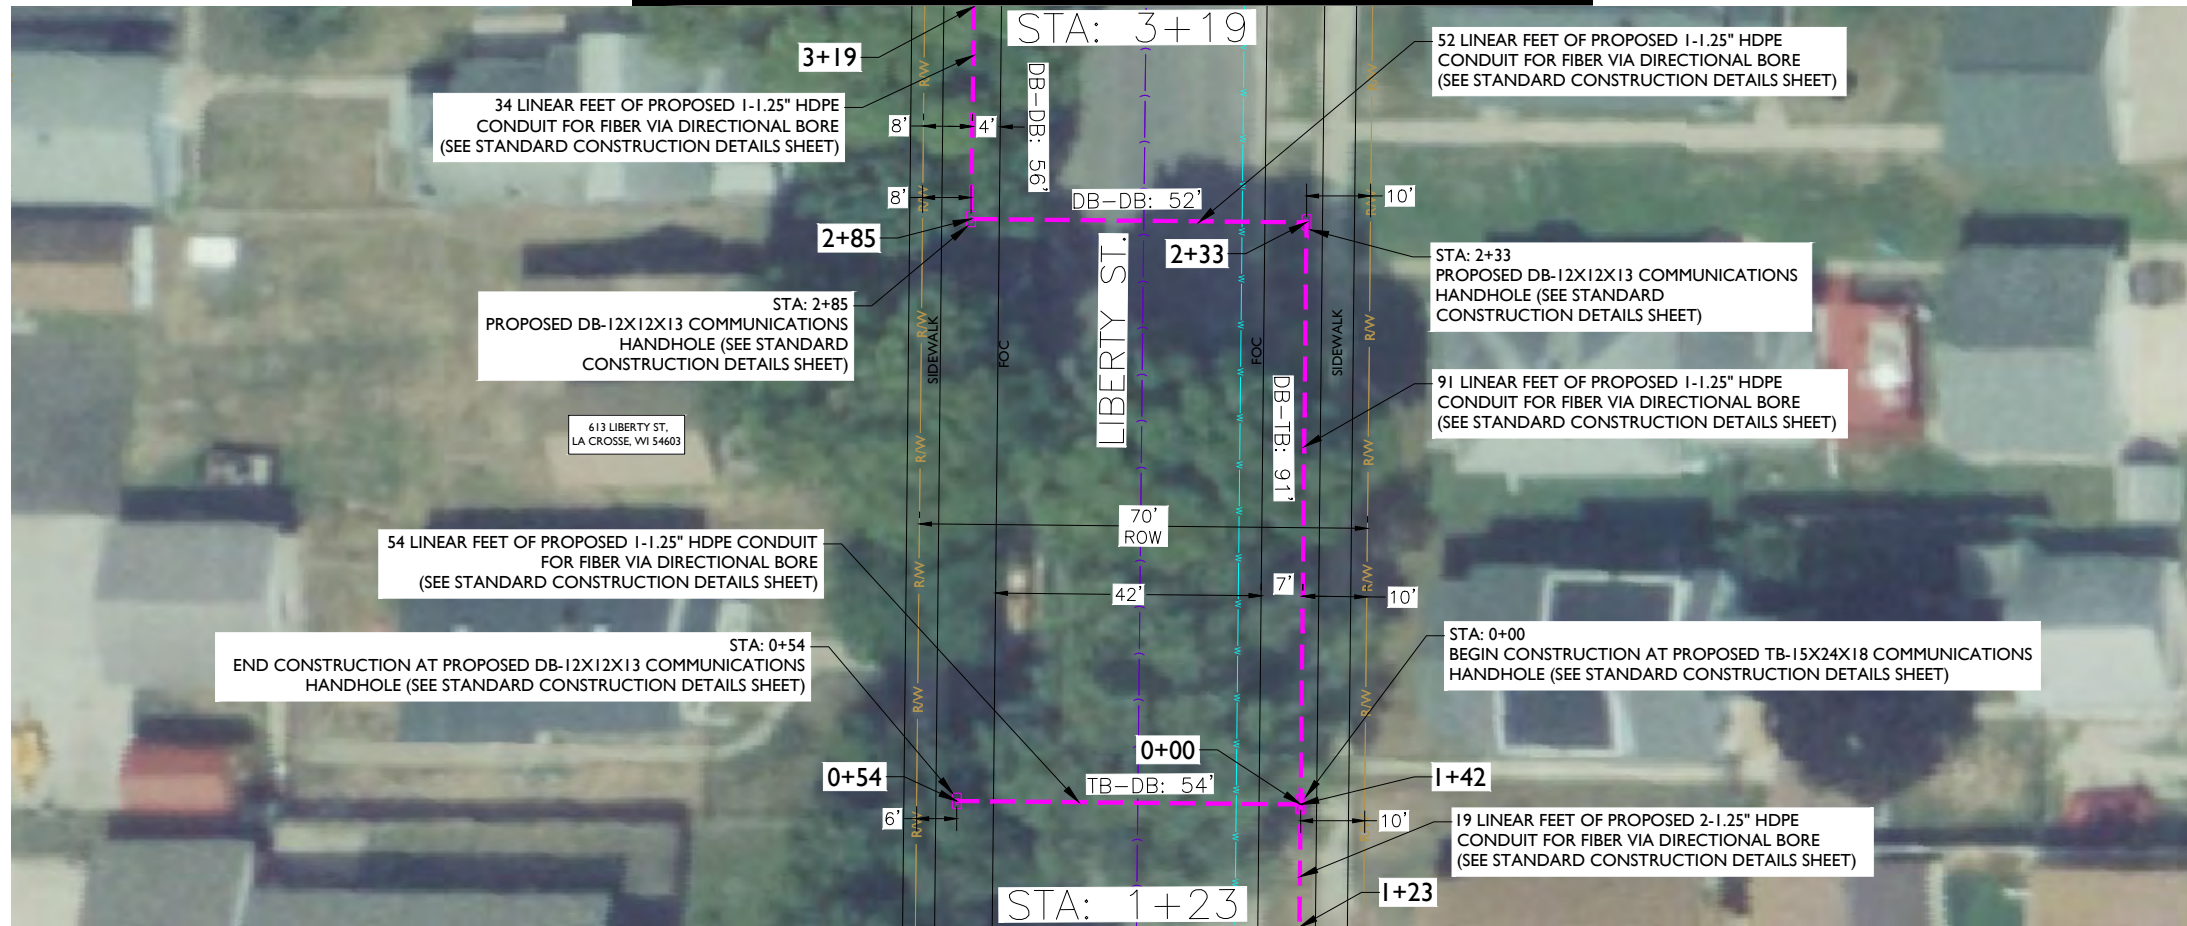 STA: 3+19
3+19
52 LINEAR FEET OF PROPOSED 1-1.25" HDPE
CONDUIT FOR FIBER VIA DIRECTIONAL BORE
(SEE STANDARD CONSTRUCTION DETAILS SHEET)
34 LINEAR FEET OF PROPOSED 1-1.25" HDPE
CONDUIT FOR FIBER VIA DIRECTIONAL BORE
(SEE STANDARD CONSTRUCTION DETAILS SHEET)
R/W
R/W
8'
4'
DB-DB: 56'
8'
R/W
DB-DB: 52'
10'
R/W
2+85
2+33
STA: 2+33
PROPOSED DB-12X12X13 COMMUNICATIONS
HANDHOLE (SEE STANDARD
CONSTRUCTION DETAILS SHEET)
STA: 2+85
PROPOSED DB-12X12X13 COMMUNICATIONS
HANDHOLE (SEE STANDARD
CONSTRUCTION DETAILS SHEET)
LIBERTY ST.
R/W
R/W
SIDEWALK
FOC
FOC
SIDEWALK
91 LINEAR FEET OF PROPOSED 1-1.25" HDPE
CONDUIT FOR FIBER VIA DIRECTIONAL BORE
(SEE STANDARD CONSTRUCTION DETAILS SHEET)
DB-TB: 91'
613 LIBERTY ST,
LA CROSSE, WI 54603
R/W
R/W
70'
ROW
54 LINEAR FEET OF PROPOSED 1-1.25" HDPE CONDUIT
FOR FIBER VIA DIRECTIONAL BORE
(SEE STANDARD CONSTRUCTION DETAILS SHEET)
R/W
R/W
42'
7'
10'
STA: 0+00
BEGIN CONSTRUCTION AT PROPOSED TB-15X24X18 COMMUNICATIONS
HANDHOLE (SEE STANDARD CONSTRUCTION DETAILS SHEET)
STA: 0+54
END CONSTRUCTION AT PROPOSED DB-12X12X13 COMMUNICATIONS
HANDHOLE (SEE STANDARD CONSTRUCTION DETAILS SHEET)
R/W
R/W
0+00
0+54
TB-DB: 54'
1+42
6'
R/W
10'
R/W
19 LINEAR FEET OF PROPOSED 2-1.25" HDPE
CONDUIT FOR FIBER VIA DIRECTIONAL BORE
(SEE STANDARD CONSTRUCTION DETAILS SHEET)
1+23
STA: 1+23